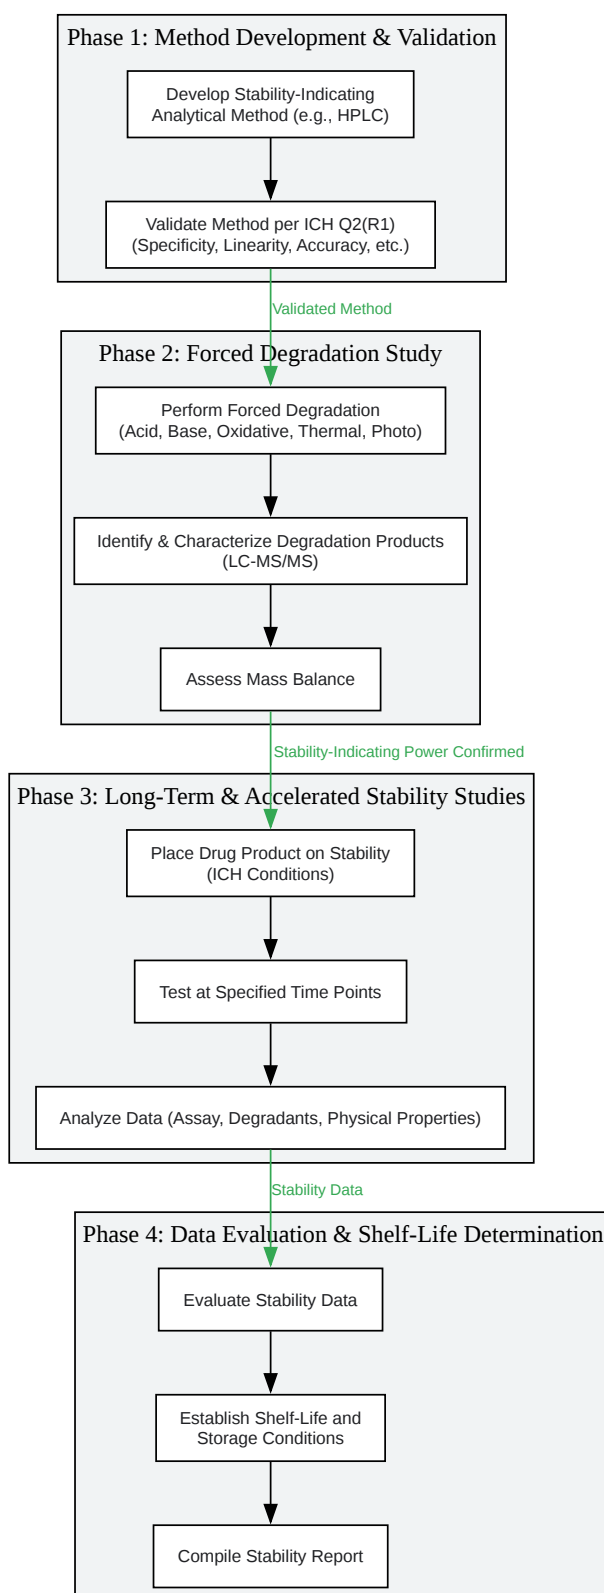 Phase 1: Method Development & Validation
Develop Stability-Indicating
Analytical Method (e.g., HPLC)
Validate Method per ICH Q2(R1)
(Specificity, Linearity, Accuracy, etc.)
Validated Method
Phase 2: Forced Degradation Study
Perform Forced Degradation
(Acid, Base, Oxidative, Thermal, Photo)
Identify & Characterize Degradation Products
(LC-MS/MS)
Assess Mass Balance
Stability-Indicating Power Confirmed
Phase 3: Long-Term & Accelerated Stability Studies
Place Drug Product on Stability
(ICH Conditions)
Test at Specified Time Points
Analyze Data (Assay, Degradants, Physical Properties)
Stability Data
Phase 4: Data Evaluation & Shelf-Life Determination
Evaluate Stability Data
Establish Shelf-Life and
Storage Conditions
Compile Stability Report